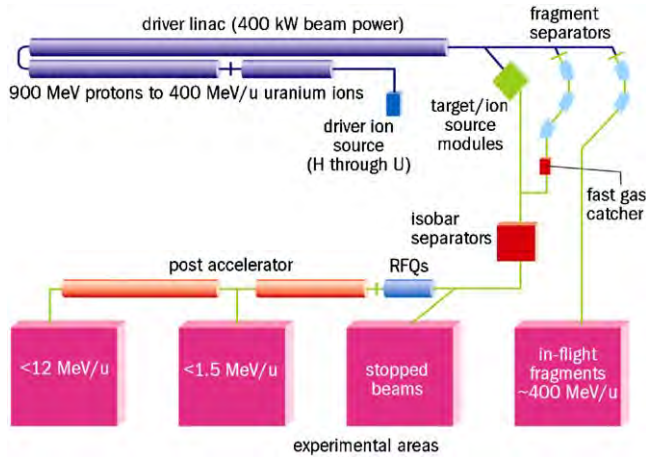 driver linac (400 kW beam power)
fragment
separators
900 MeV protons to 400 MeV/u uranium ions
driver ion
source
(H through U)
target/ion
source
modules
fast gas
catcher
isobar
separators
post accelerator
RFQs
<12 MeV/u
<1.5 MeV/u
stopped
beams
in-flight
fragments
~400 MeV/u
experimental areas